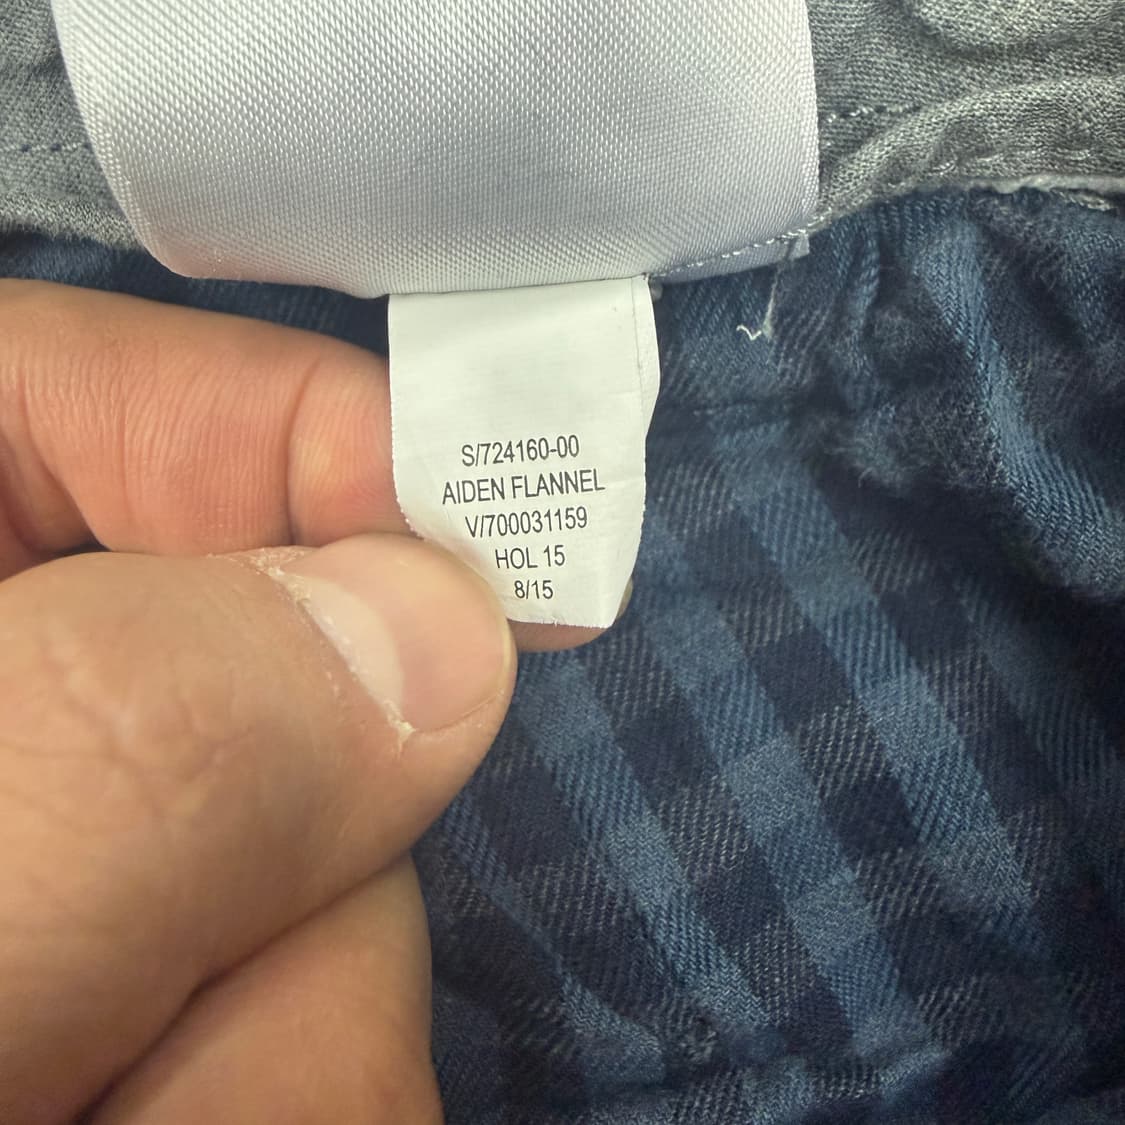 S/724160-00
AIDEN FLANNEL
V/700031159
HOL 15
8/15